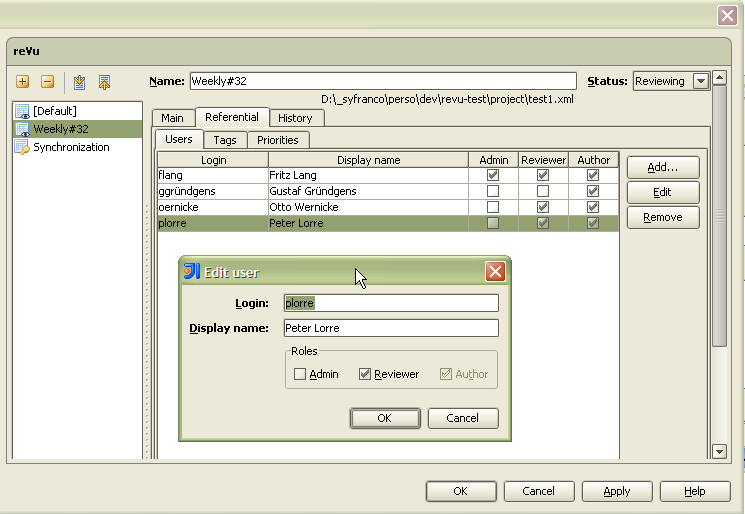 reVu
Name: Weekly#32 Status: Reviewing
D:\_syfranco\perso\dev\revu-test\project\test1.xml
[Default]
Weekly#32
Synchronization
Main Referential History
Users Tags Priorities
Login Display name Admin Reviewer Author
flang Fritz Lang
ggründgens Gustaf Gründgens
oernicke Otto Wernicke
plorre Peter Lorre
Add...
Edit
Remove
Edit user
Login: plorre
Display name: Peter Lorre
Roles
Admin Reviewer Author
OK Cancel
OK Cancel Apply Help